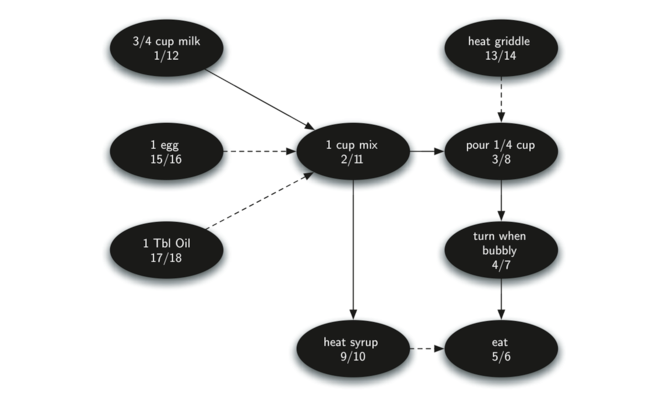 3/4 cup milk
1/12
heat griddle
13/14
1 egg
15/16
1 cup mix
2/11
pour 1/4 cup
3/8
1 Tbl Oil
17/18
turn when
bubbly
4/7
heat syrup
9/10
eat
5/6